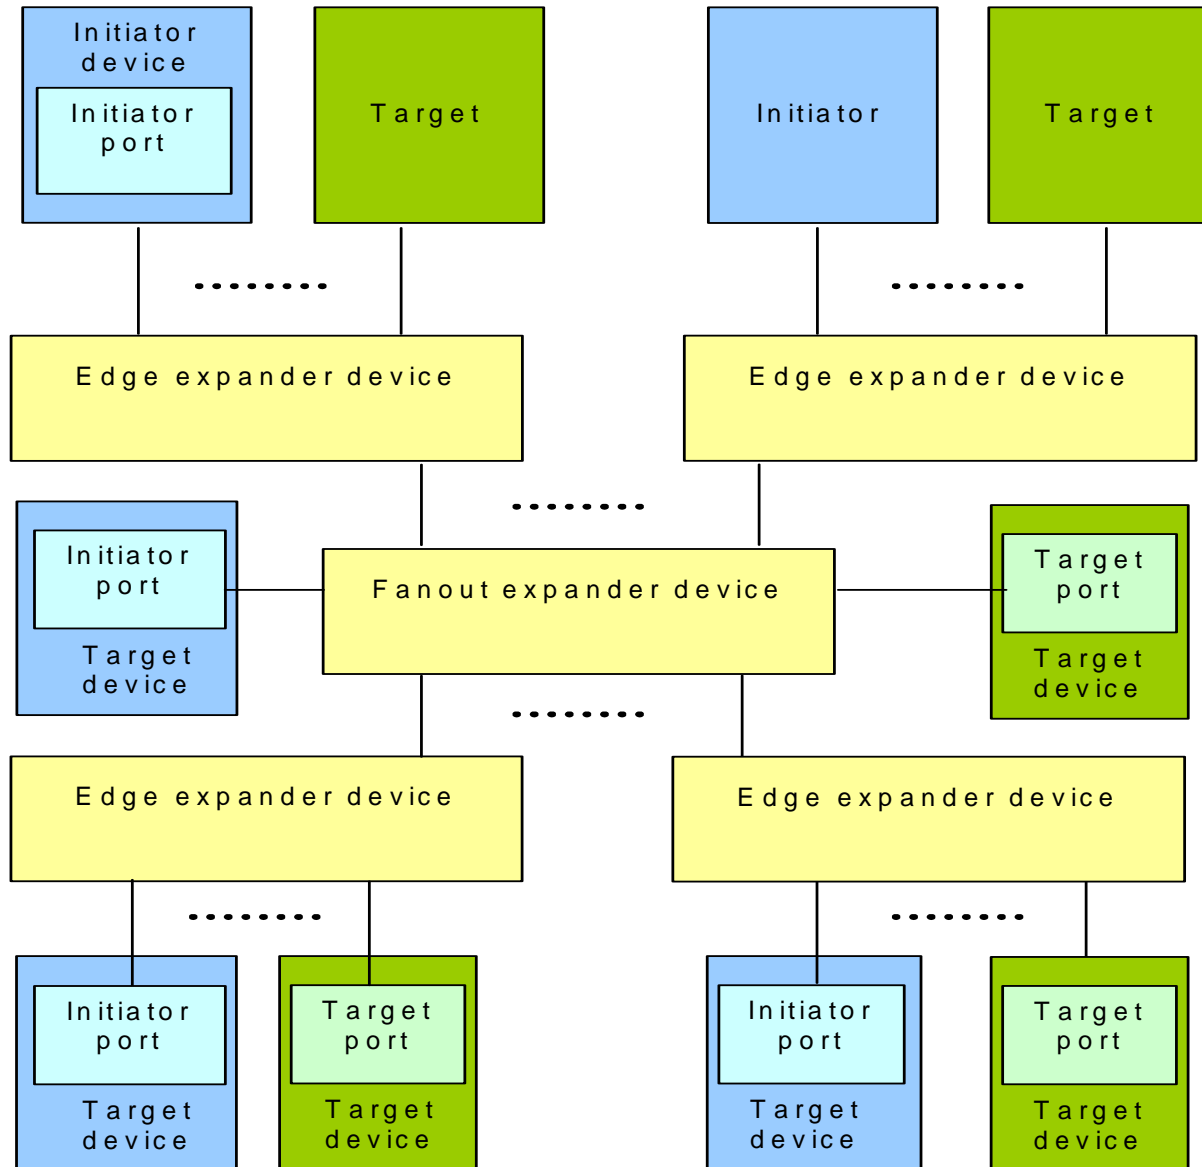 Initiator
device
Initiator
port
Target
Initiator
Target
Edge expander device
Edge expander device
Initiator
port
Target
device
Fanout expander device
Target
port
Target
device
Edge expander device
Edge expander device
Initiator
port
Target
device
Target
port
Target
device
Initiator
port
Target
device
Target
port
Target
device